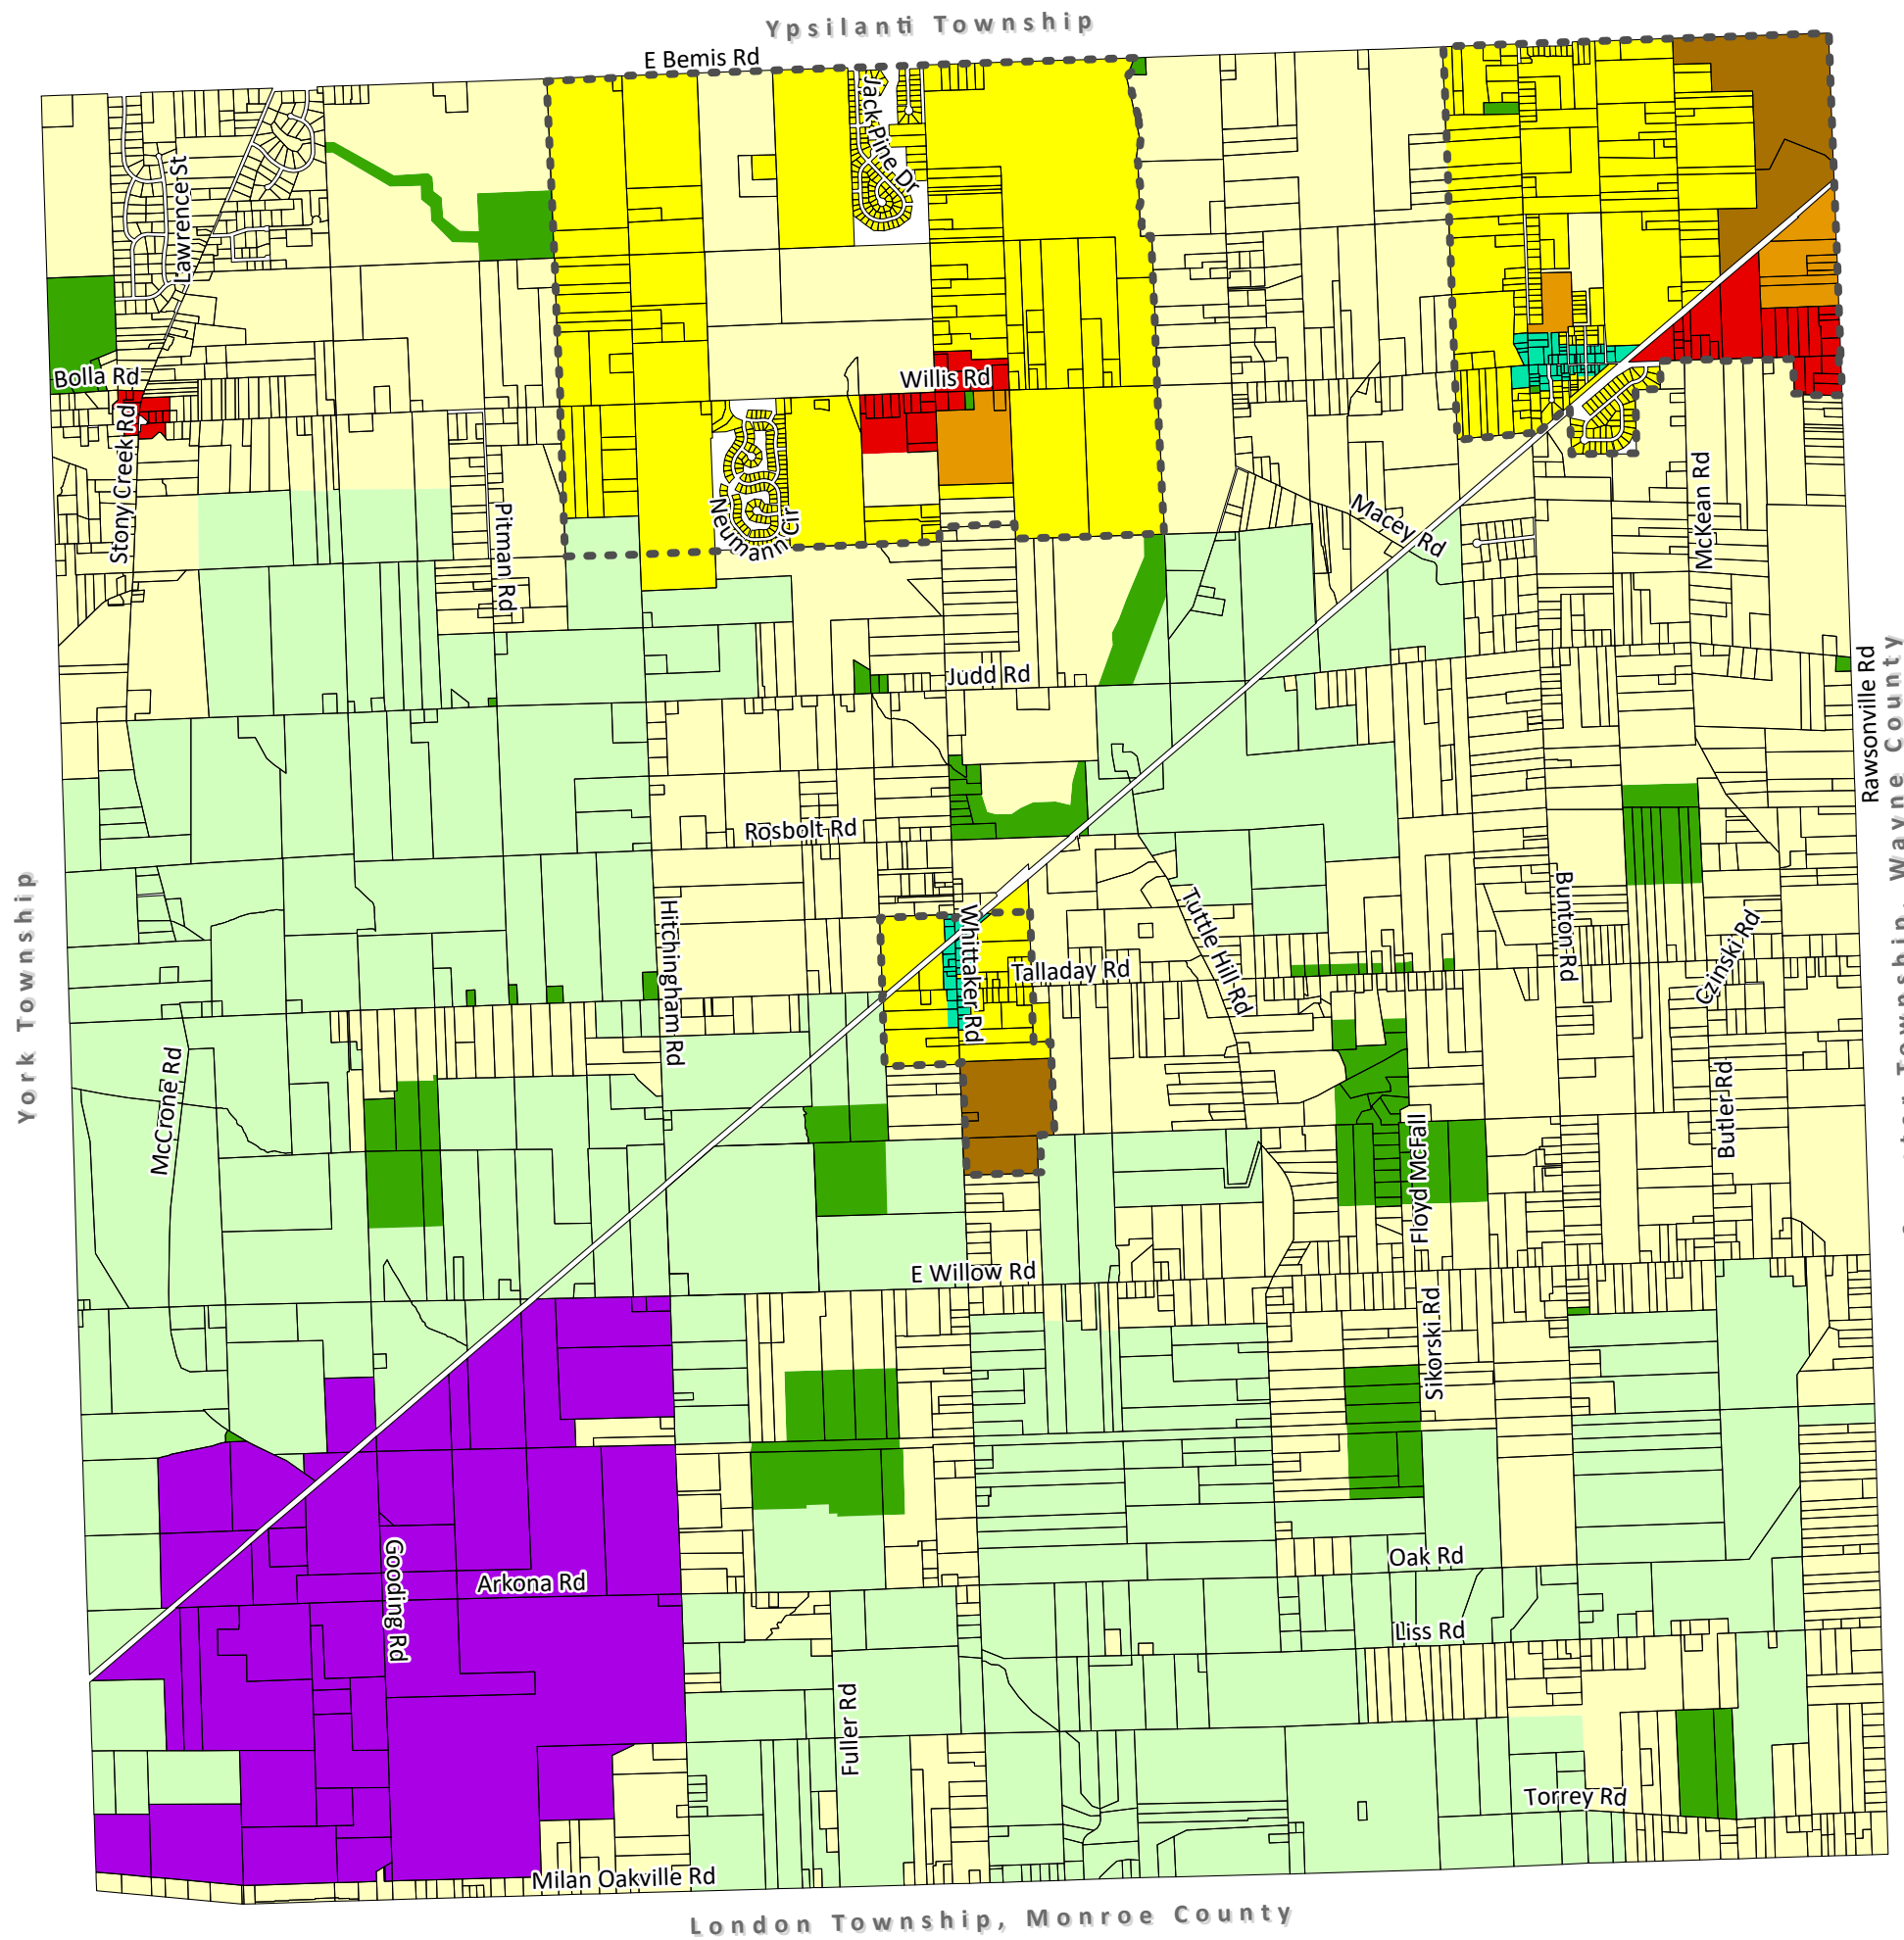 Ypsilanti Township
E Bemis Rd
Jack Pine Dr
Lawrence St
Bolla Rd
Willis Rd
Stony Creek Rd
Pitman Rd
Neumann Cir
Macey Rd
McKean Rd
Judd Rd
Rawsonville Rd
Township, Wayne County
Rosbolt Rd
York Township
Hitchingham Rd
Whittaker Rd
Talladay Rd
Tuttle Hill Rd
Bunton Rd
Czinski Rd
McCrone Rd
Butler Rd
Floyd McFall
E Willow Rd
Sikorski Rd
Gooding Rd
Arkona Rd
Oak Rd
Liss Rd
Fuller Rd
Torrey Rd
Milan Oakville Rd
London Township, Monroe County